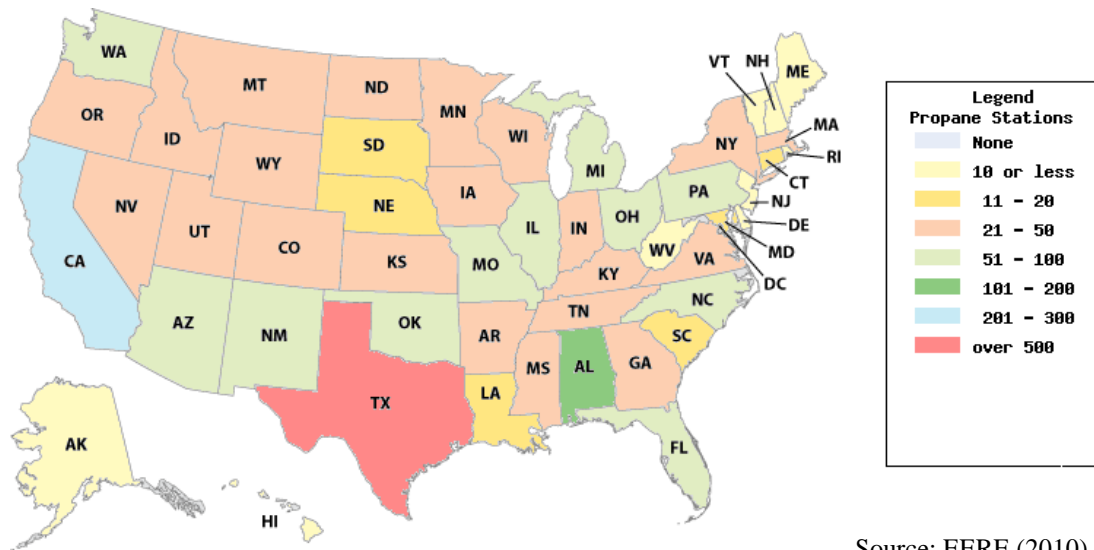 WA
MT
ND
MN
VT
NH
ME
OR
ID
WY
SD
WI
MI
NY
MA
RI
CT
NJ
DE
MD
DC
NV
UT
CO
NE
IA
IL
IN
OH
PA
WV
VA
KY
CA
KS
MO
AZ
NM
OK
AR
TN
NC
SC
TX
LA
MS
AL
GA
FL
AK
HI
Legend
Propane Stations
None
10 or less
11 - 20
21 - 50
51 - 100
101 - 200
201 - 300
over 500
Source: EERE (2010)